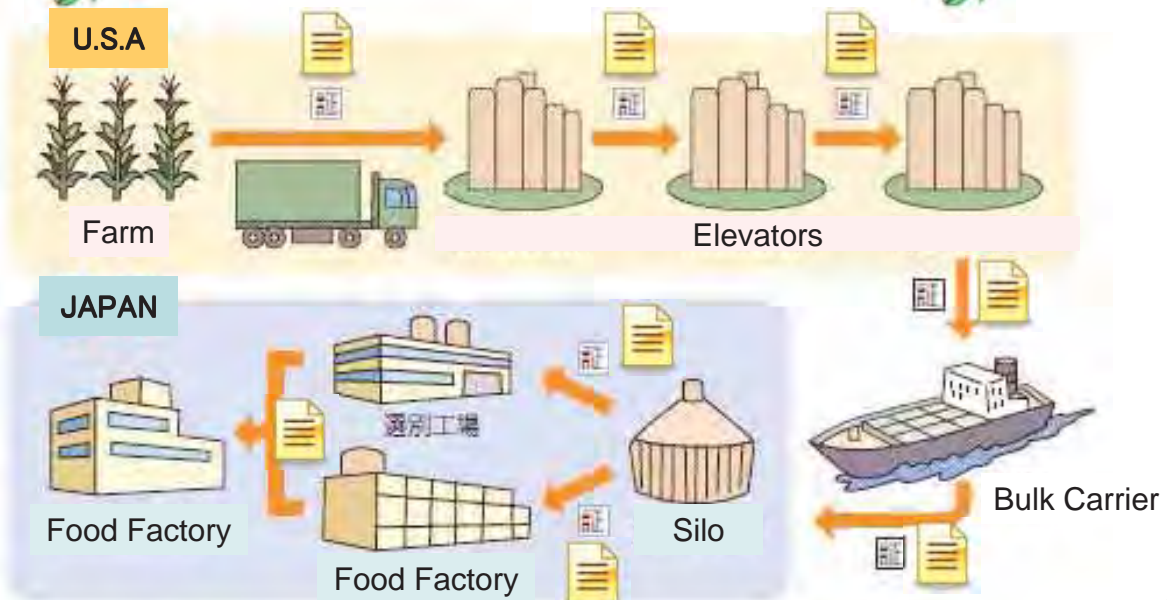 U.S.A
証 証 証
Farm
Elevators
証
JAPAN
証
選別工場
Bulk Carrier
証
Food Factory
Silo
証
Food Factory